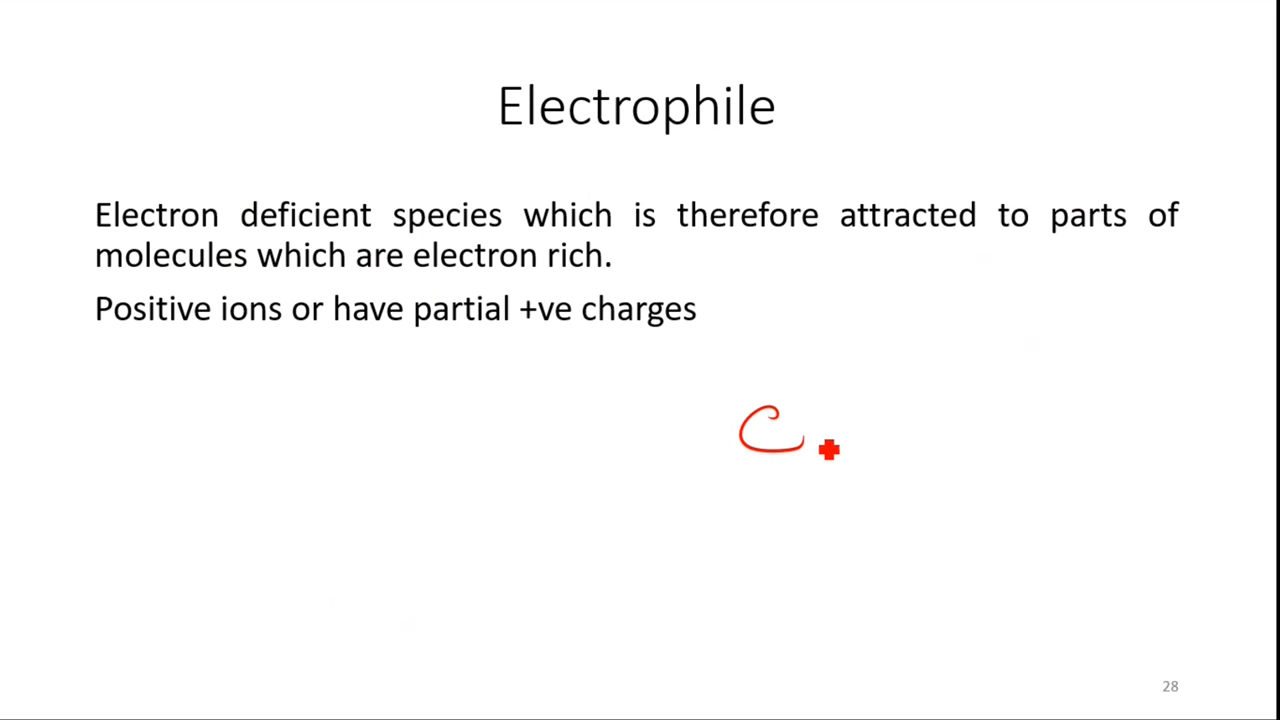 Electrophile
Electron deficient species which is therefore attracted to parts of
molecules which are electron rich.
Positive ions or have partial +ve charges
C
28